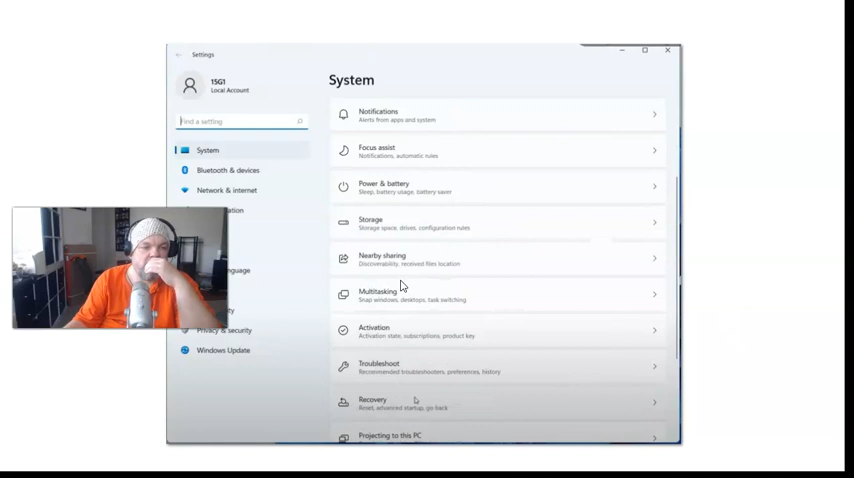 Settings
15G1
Local Account
Find a setting
System
Bluetooth & devices
Network & internet
Privacy & security
Windows Update
System
Notifications
Alerts from apps and system
Focus assist
Notifications, automatic rules
Power & battery
Sleep, battery usage, battery saver
Storage
Storage space, drives, configuration rules
Nearby sharing
Discoverability, received files location
Multitasking
Snap windows, desktops, task switching
Activation
Activation state, subscriptions, product key
Troubleshoot
Recommended troubleshooters, preferences, history
Recovery
Reset, advanced startup, go back
Projecting to this PC